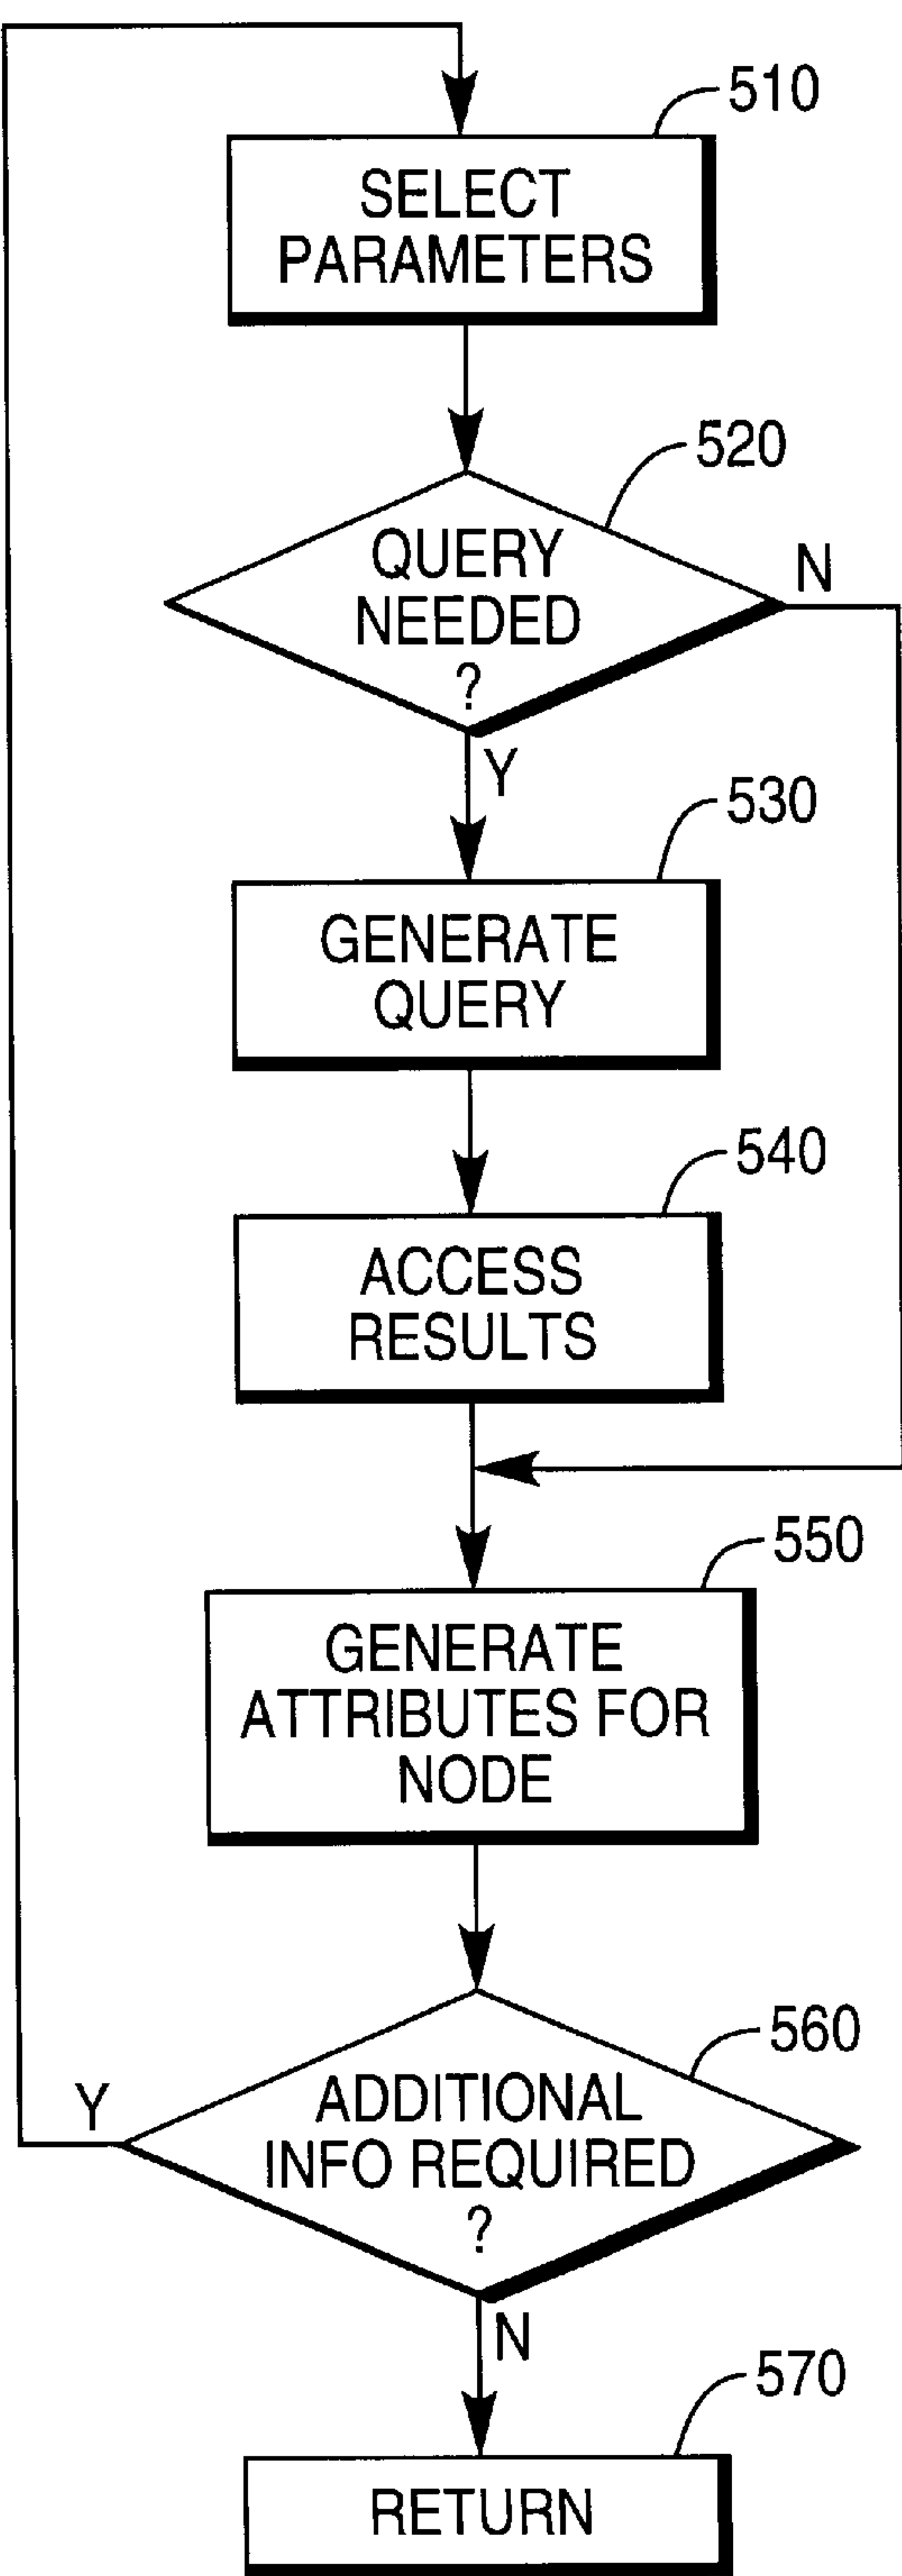 510
SELECT
PARAMETERS
520
QUERY
NEEDED
?
N
Y
530
GENERATE
QUERY
540
ACCESS
RESULTS
550
GENERATE
ATTRIBUTES FOR
NODE
560
Y
ADDITIONAL
INFO REQUIRED
?
N
570
RETURN